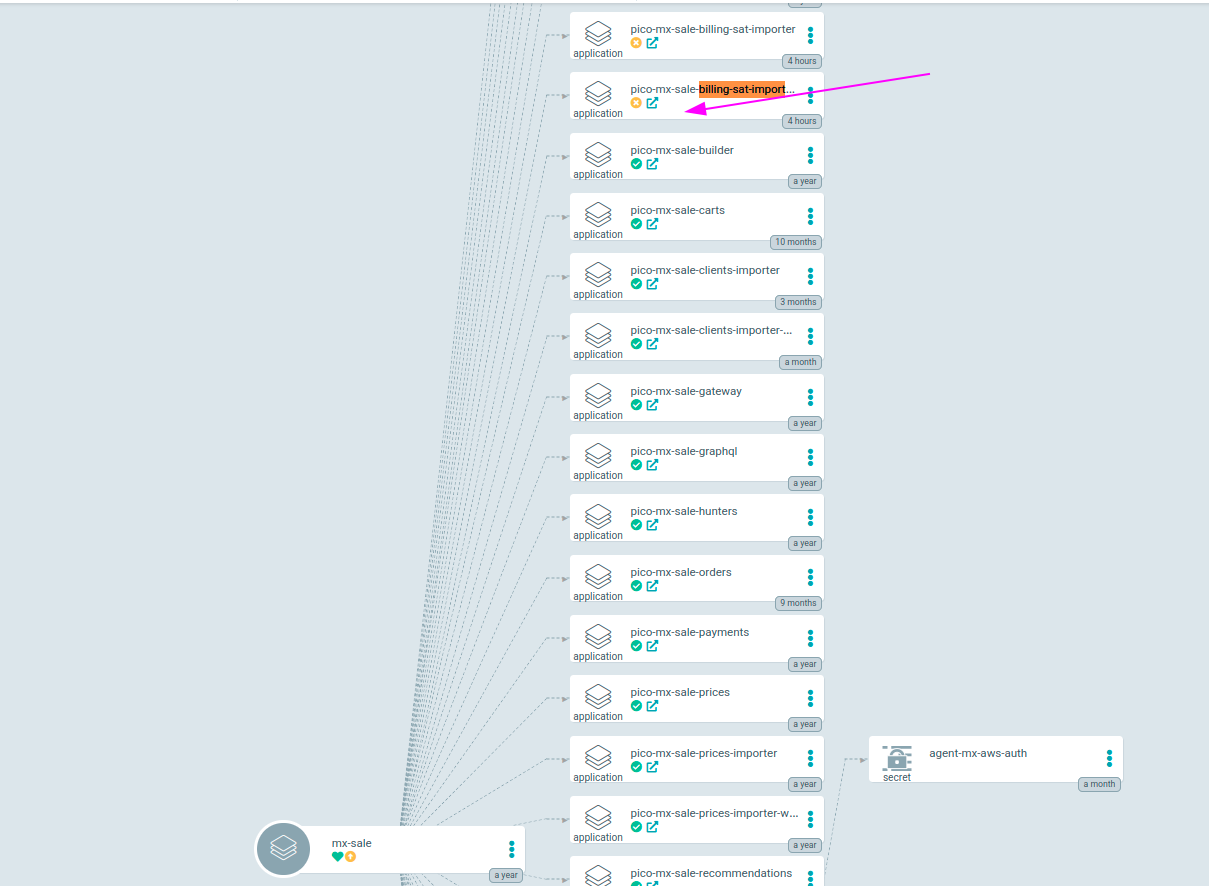 pico-mx-sale-billing-sat-importer
application
4 hours
pico-mx-sale-billing-sat-import...
application
4 hours
pico-mx-sale-builder
application
a year
pico-mx-sale-carts
application
10 months
pico-mx-sale-clients-importer
application
3 months
pico-mx-sale-clients-importer-...
application
a month
pico-mx-sale-gateway
application
a year
pico-mx-sale-graphql
application
a year
pico-mx-sale-hunters
application
a year
pico-mx-sale-orders
application
9 months
pico-mx-sale-payments
application
a year
pico-mx-sale-prices
application
a year
pico-mx-sale-prices-importer
application
a year
agent-mx-aws-auth
secret
a month
pico-mx-sale-prices-importer-w...
application
a year
mx-sale
a year
pico-mx-sale-recommendations